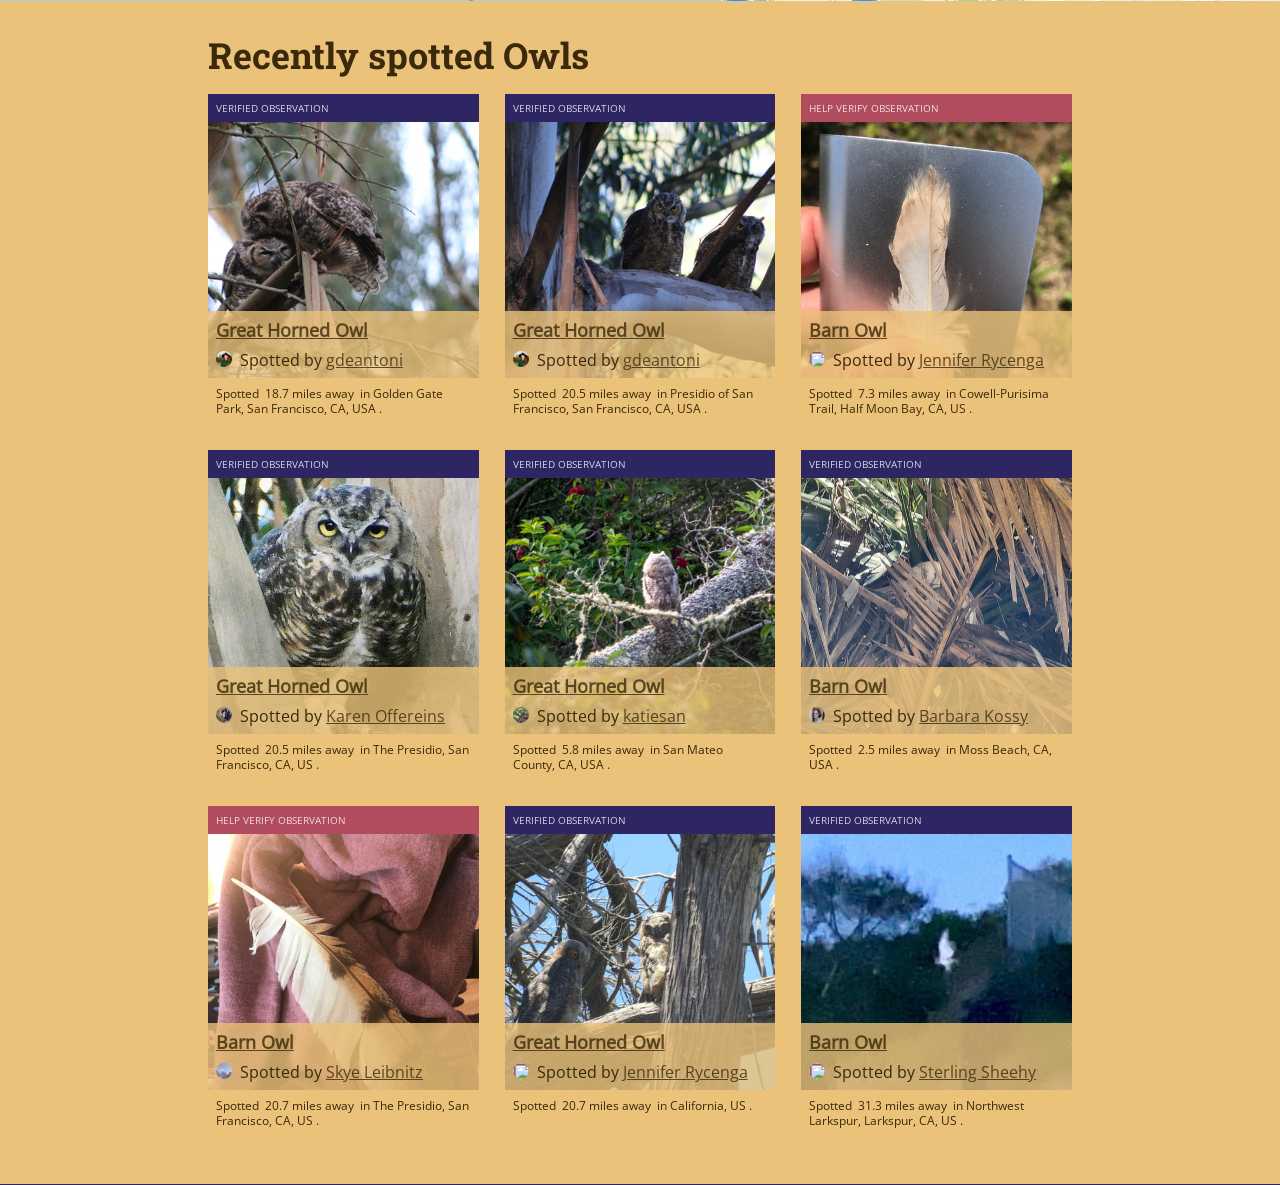 Recently spotted Owls
VERIFIED OBSERVATION
Great Horned Owl
Spotted by gdeantoni
Spotted 18.7 miles away in Golden Gate
Park, San Francisco, CA, USA .
VERIFIED OBSERVATION
Great Horned Owl
Spotted by gdeantoni
Spotted 20.5 miles away in Presidio of San
Francisco, San Francisco, CA, USA .
HELP VERIFY OBSERVATION
Barn Owl
Spotted by Jennifer Rycenga
Spotted 7.3 miles away in Cowell-Purisima
Trail, Half Moon Bay, CA, US .
VERIFIED OBSERVATION
Great Horned Owl
Spotted by Karen Offereins
Spotted 20.5 miles away in The Presidio, San
Francisco, CA, US .
VERIFIED OBSERVATION
Great Horned Owl
Spotted by katiesan
Spotted 5.8 miles away in San Mateo
County, CA, USA .
VERIFIED OBSERVATION
Barn Owl
Spotted by Barbara Kossy
Spotted 2.5 miles away in Moss Beach, CA,
USA .
HELP VERIFY OBSERVATION
Barn Owl
Spotted by Skye Leibnitz
Spotted 20.7 miles away in The Presidio, San
Francisco, CA, US .
VERIFIED OBSERVATION
Great Horned Owl
Spotted by Jennifer Rycenga
Spotted 20.7 miles away in California, US .
VERIFIED OBSERVATION
Barn Owl
Spotted by Sterling Sheehy
Spotted 31.3 miles away in Northwest
Larkspur, Larkspur, CA, US .